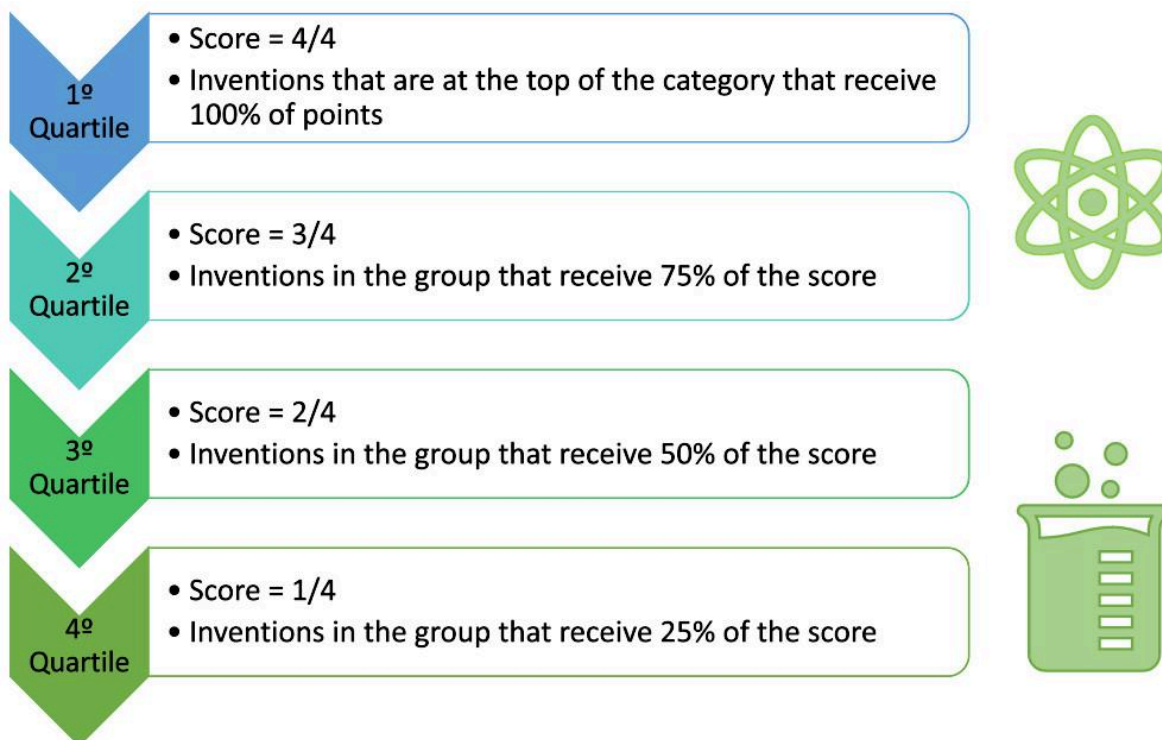 1º
Quartile
• Score = 4/4
• Inventions that are at the top of the category that receive
100% of points
2º
Quartile
• Score = 3/4
• Inventions in the group that receive 75% of the score
3º
Quartile
• Score = 2/4
• Inventions in the group that receive 50% of the score
4º
Quartile
• Score = 1/4
• Inventions in the group that receive 25% of the score